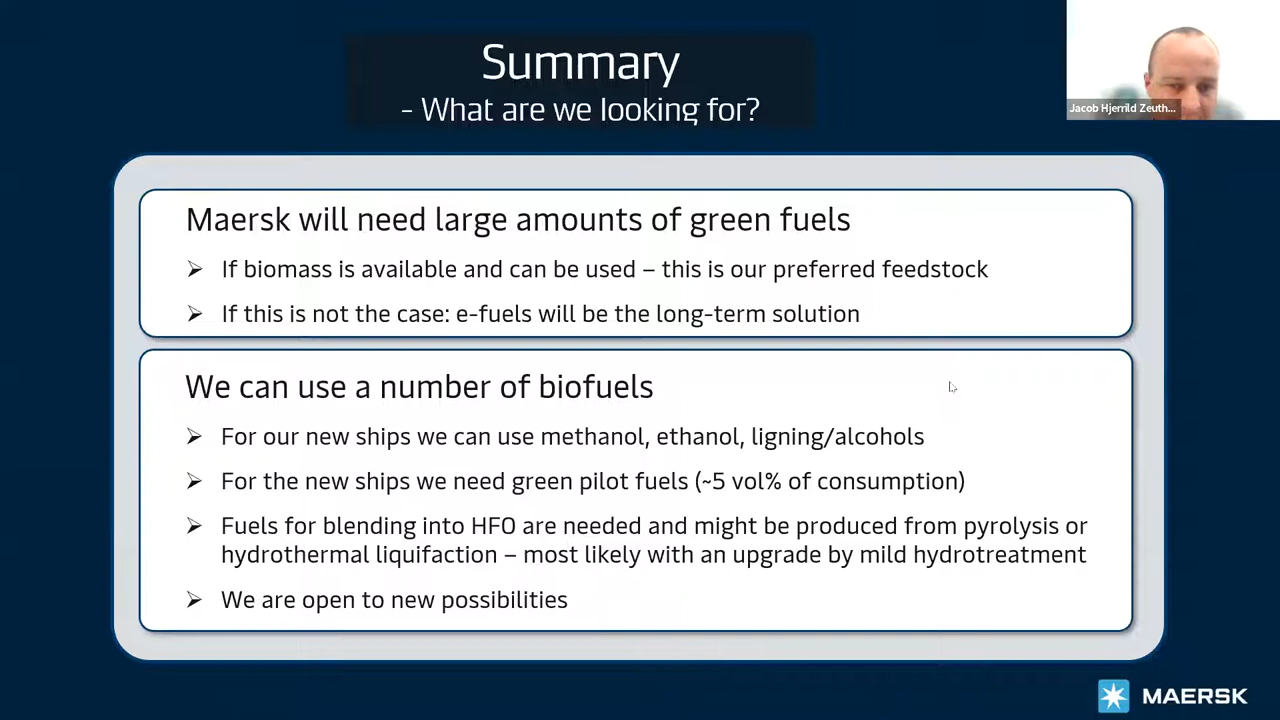 Summary
- What are we looking for?
Jacob Hjerrild Zeuth...
Maersk will need large amounts of green fuels
➢ If biomass is available and can be used – this is our preferred feedstock
➢ If this is not the case: e-fuels will be the long-term solution
We can use a number of biofuels
➢ For our new ships we can use methanol, ethanol, ligning/alcohols
➢ For the new ships we need green pilot fuels (~5 vol% of consumption)
➢ Fuels for blending into HFO are needed and might be produced from pyrolysis or
hydrothermal liquifaction – most likely with an upgrade by mild hydrotreatment
➢ We are open to new possibilities
MAERSK